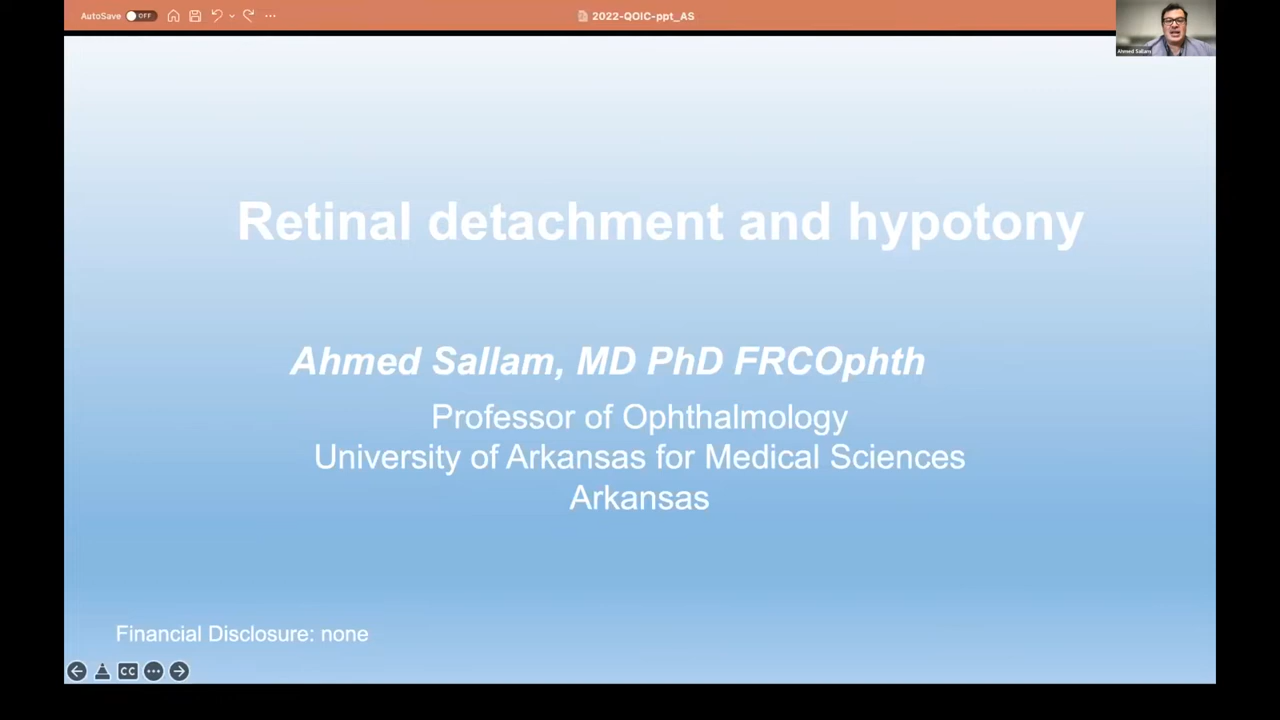 AutoSave OFF
2022-QOIC-ppt_AS
Ahmed Sallam
Retinal detachment and hypotony
Ahmed Sallam, MD PhD FRCOphth
Professor of Ophthalmology
University of Arkansas for Medical Sciences
Arkansas
Financial Disclosure: none
CC